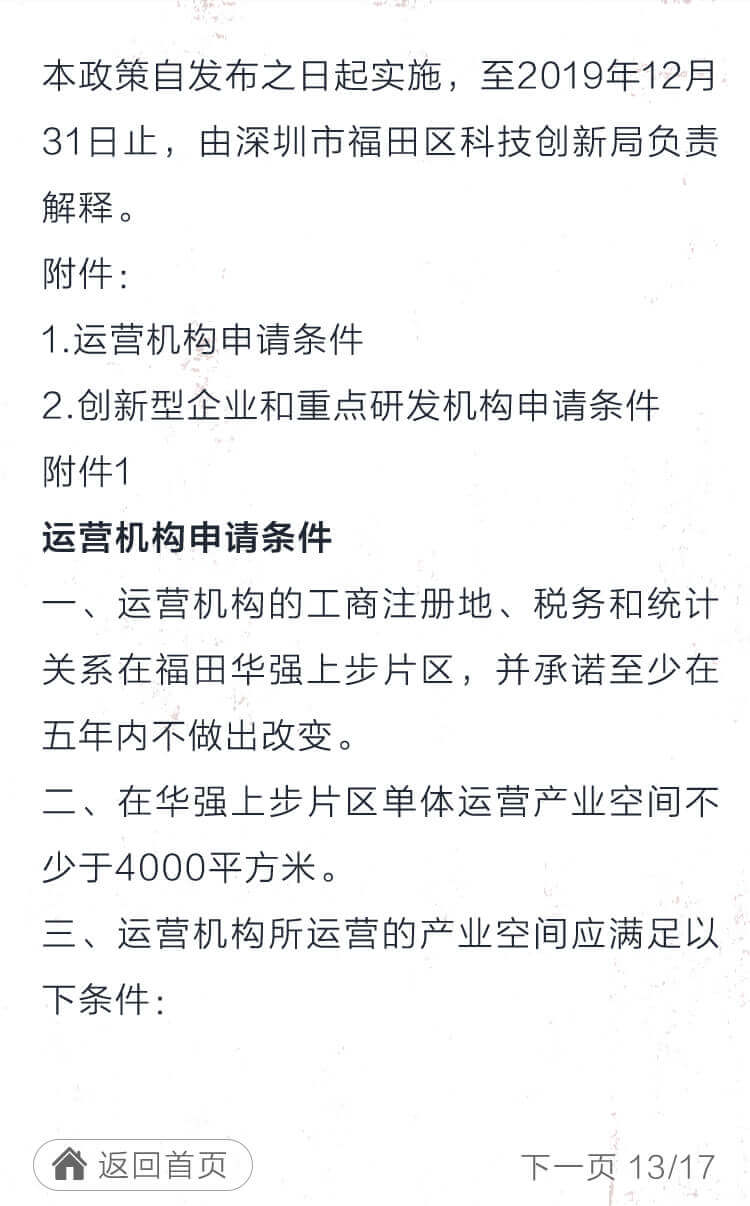 本政策自发布之日起实施，至2019年12月
31日止，由深圳市福田区科技创新局负责
解释。
附件：
1.运营机构申请条件
2.创新型企业和重点研发机构申请条件
附件1
运营机构申请条件
一、运营机构的工商注册地、税务和统计
关系在福田华强上步片区，并承诺至少在
五年内不做出改变。
二、在华强上步片区单体运营产业空间不
少于4000平方米。
三、运营机构所运营的产业空间应满足以
下条件：
返回首页
下一页 13/17